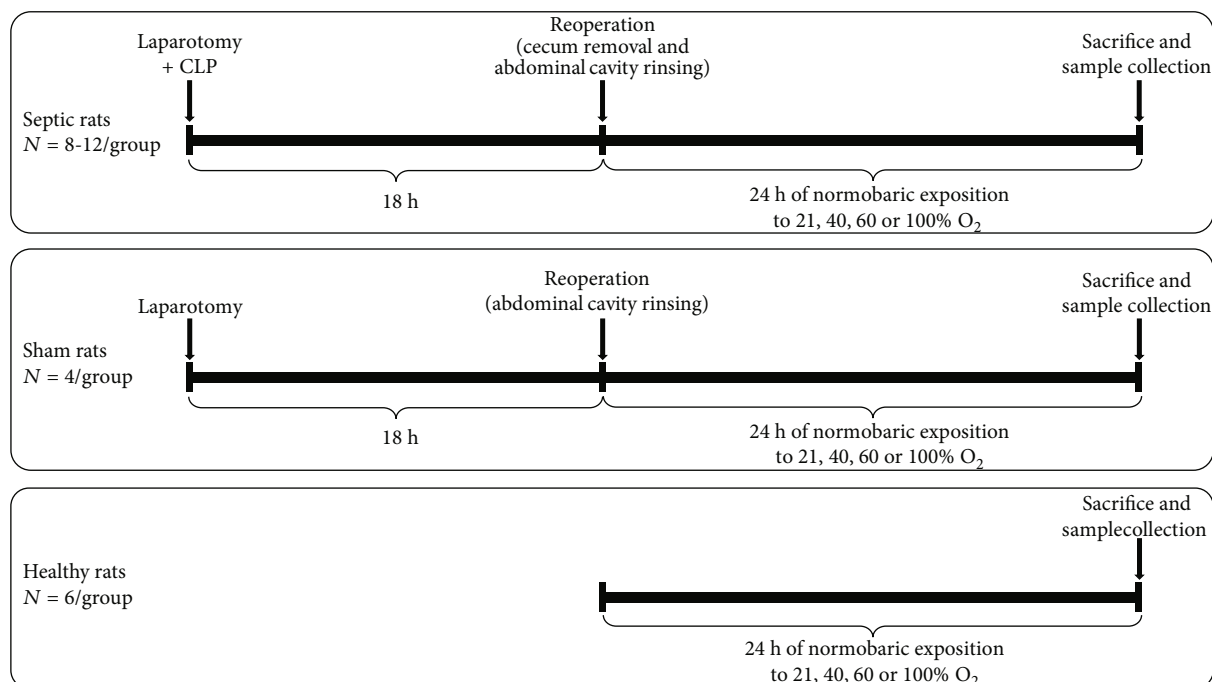 Laparotomy
+ CLP
Reoperation
(cecum removal and
abdominal cavity rinsing)
Sacrifice and
sample collection
Septic rats
N = 8-12/group
18 h
24 h of normobaric exposition
to 21, 40, 60 or 100% O₂
Laparotomy
Reoperation
(abdominal cavity rinsing)
Sacrifice and
sample collection
Sham rats
N = 4/group
18 h
24 h of normobaric exposition
to 21, 40, 60 or 100% O₂
Sacrifice and
samplecollection
Healthy rats
N = 6/group
24 h of normobaric exposition
to 21, 40, 60 or 100% O₂